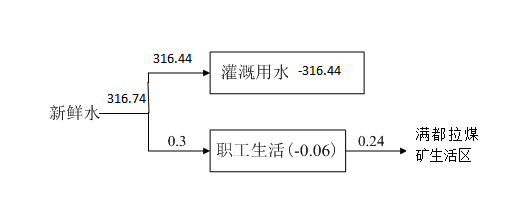 316.44
灌溉用水 -316.44
316.74
新鲜水
0.3
职工生活(-0.06)
0.24
满都拉煤
矿生活区